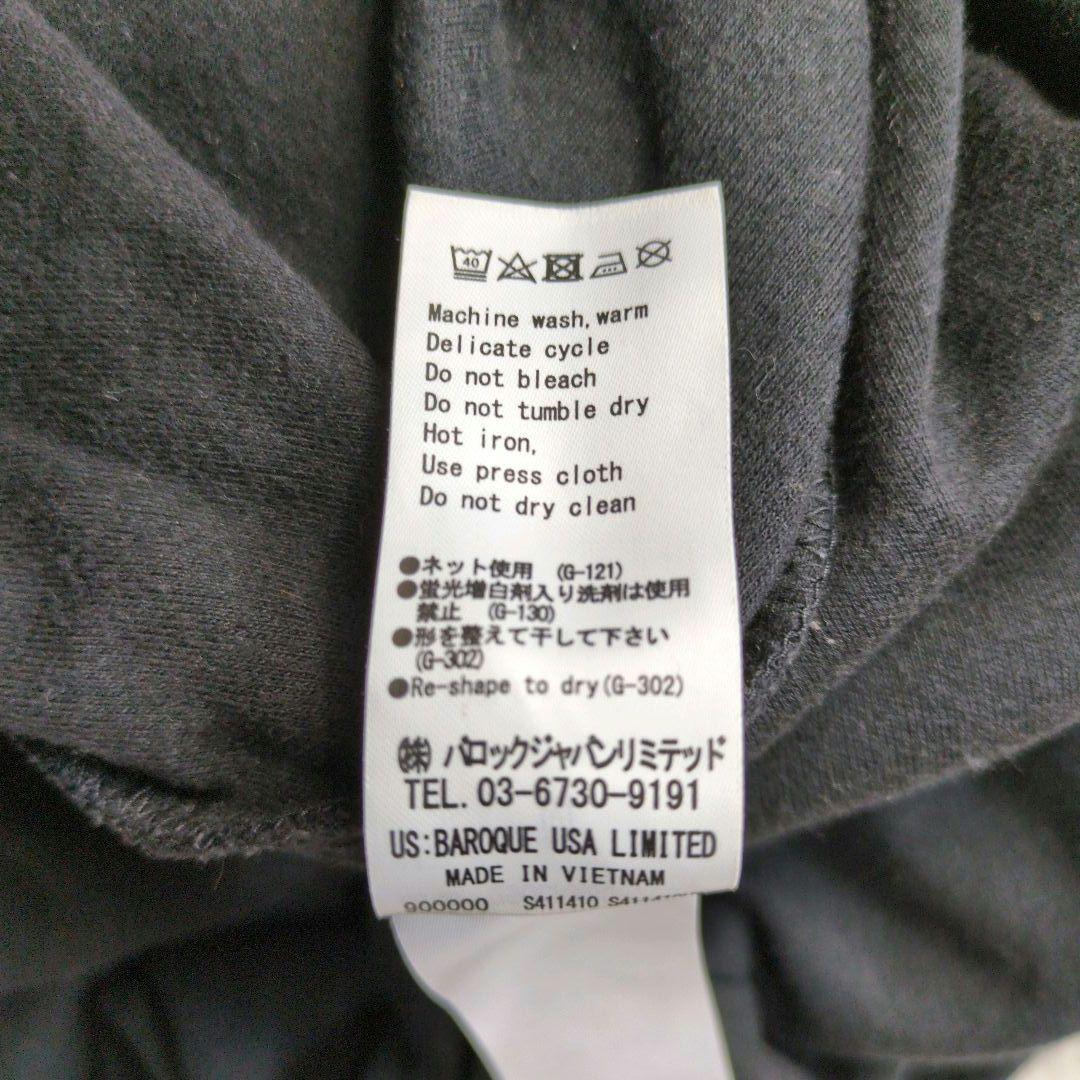 40
Machine wash, warm
Delicate cycle
Do not bleach
Do not tumble dry
Hot iron,
Use press cloth
Do not dry clean
●ネット使用 (G-121)
●蛍光増白剤入り洗剤は使用
禁止 (G-130)
●形を整えて干して下さい
(G-302)
●Re-shape to dry(G-302)
㈱ バロックジャパンリミテッド
TEL. 03-6730-9191
US:BAROQUE USA LIMITED
MADE IN VIETNAM
900000 S411410